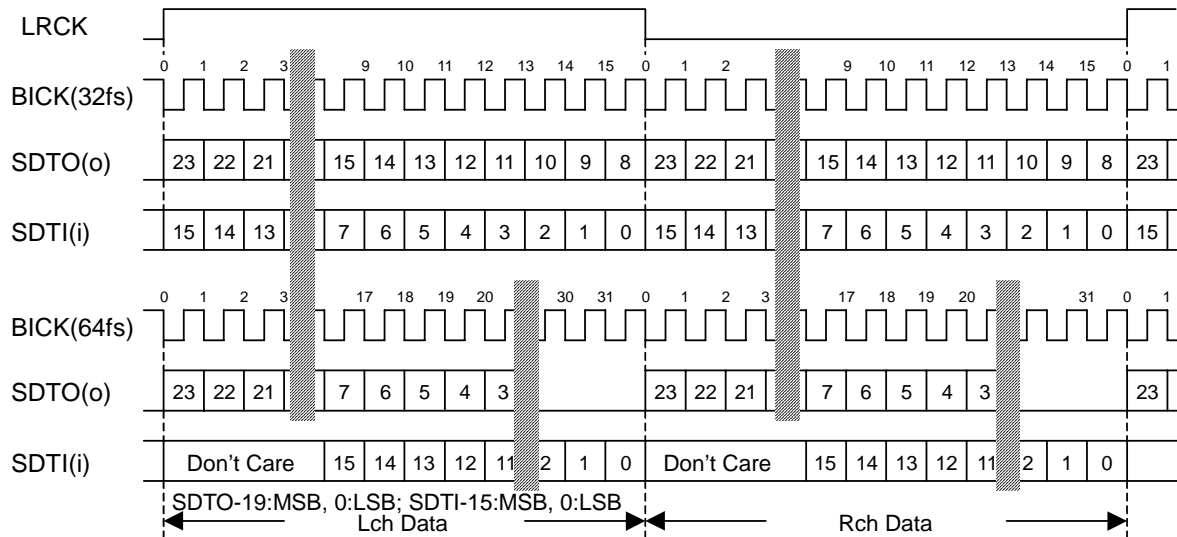 LRCK
0 1 2 3 9 10 11 12 13 14 15 0 1 2 9 10 11 12 13 14 15 0 1
BICK(32fs)
SDTO(o) 23 22 21 15 14 13 12 11 10 9 8 23 22 21 15 14 13 12 11 10 9 8 23
SDTI(i) 15 14 13 7 6 5 4 3 2 1 0 15 14 13 7 6 5 4 3 2 1 0 15
0 1 2 3 17 18 19 20 30 31 0 1 2 3 17 18 19 20 31 0 1
BICK(64fs)
SDTO(o) 23 22 21 7 6 5 4 3 23 22 21 7 6 5 4 3 23
SDTI(i) Don't Care 15 14 13 12 11 2 1 0 Don't Care 15 14 13 12 11 2 1 0
SDTO-19:MSB, 0:LSB; SDTI-15:MSB, 0:LSB
Lch Data Rch Data